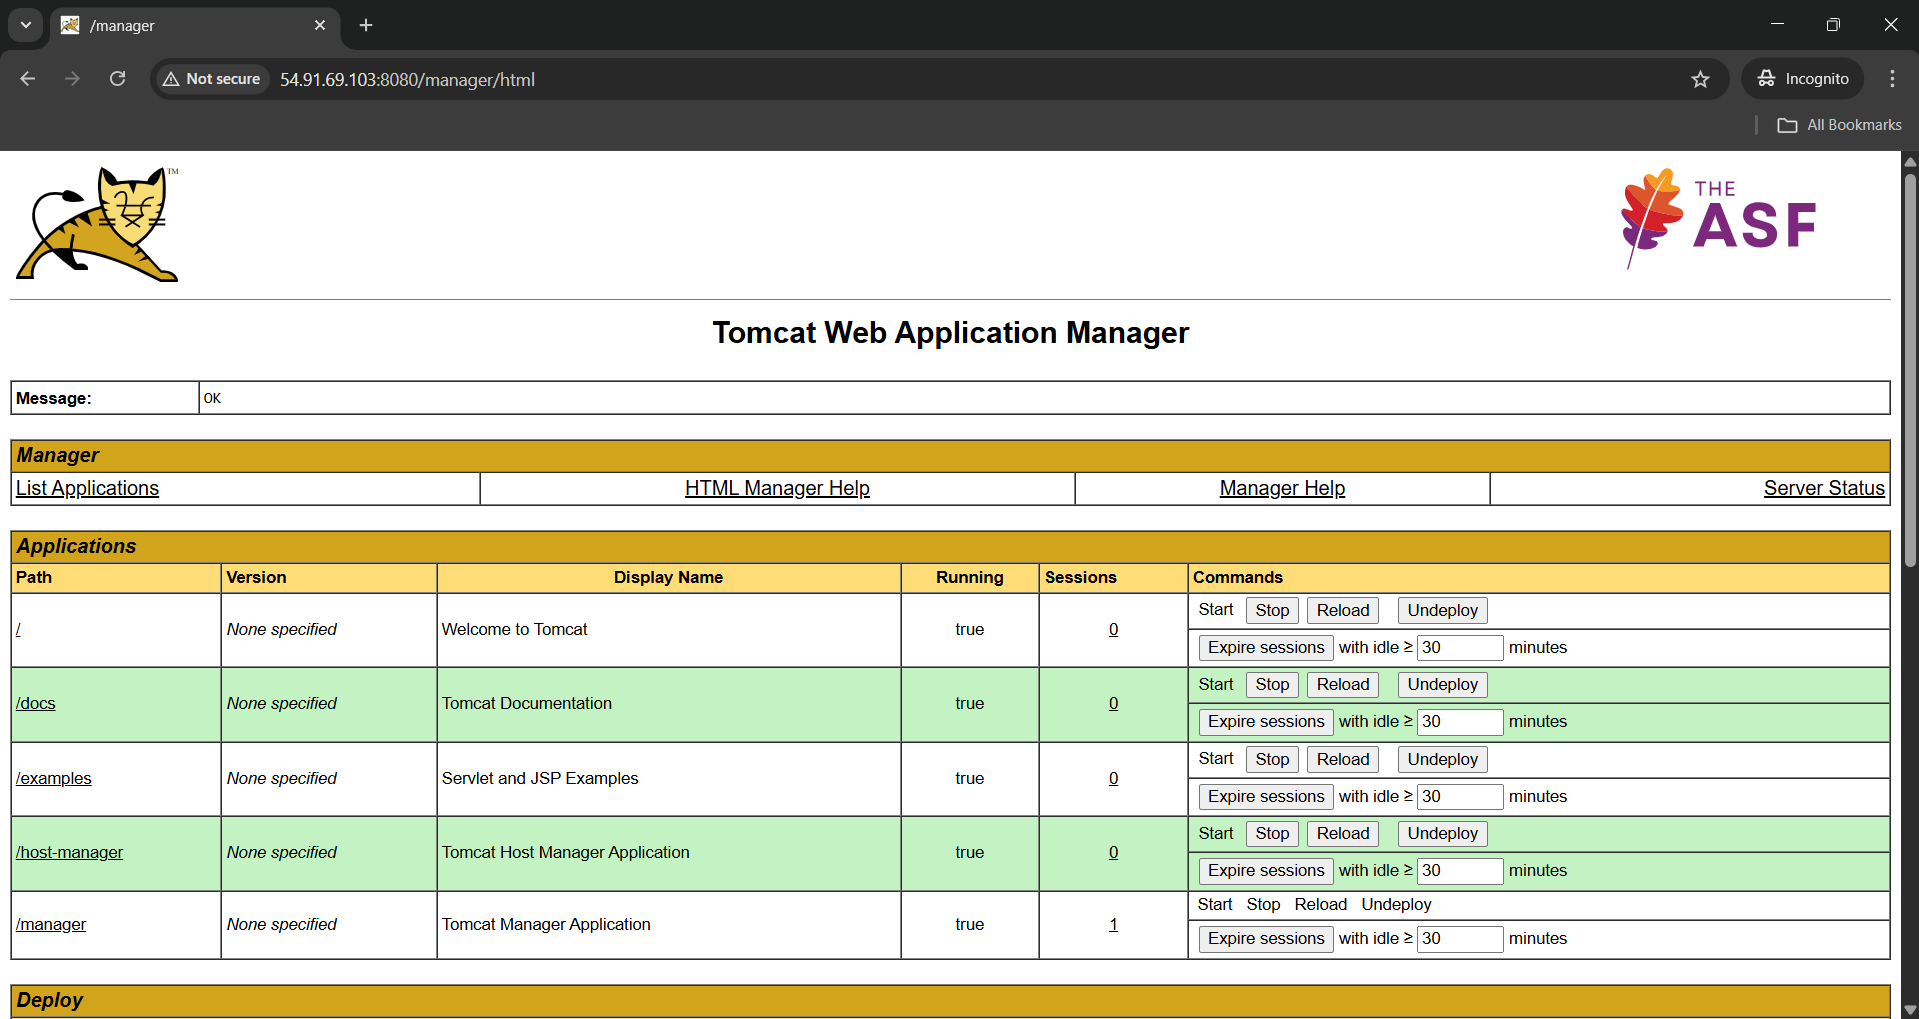 /manager
Not secure 54.91.69.103:8080/manager/html Incognito
All Bookmarks
TM
THE
ASF
Tomcat Web Application Manager
Message: OK
Manager
List Applications HTML Manager Help Manager Help Server Status
Applications
Path Version Display Name Running Sessions Commands
/ None specified Welcome to Tomcat true 0 Start Stop Reload Undeploy
Expire sessions with idle ≥ 30 minutes
/docs None specified Tomcat Documentation true 0 Start Stop Reload Undeploy
Expire sessions with idle ≥ 30 minutes
/examples None specified Servlet and JSP Examples true 0 Start Stop Reload Undeploy
Expire sessions with idle ≥ 30 minutes
/host-manager None specified Tomcat Host Manager Application true 0 Start Stop Reload Undeploy
Expire sessions with idle ≥ 30 minutes
/manager None specified Tomcat Manager Application true 1 Start Stop Reload Undeploy
Expire sessions with idle ≥ 30 minutes
Deploy